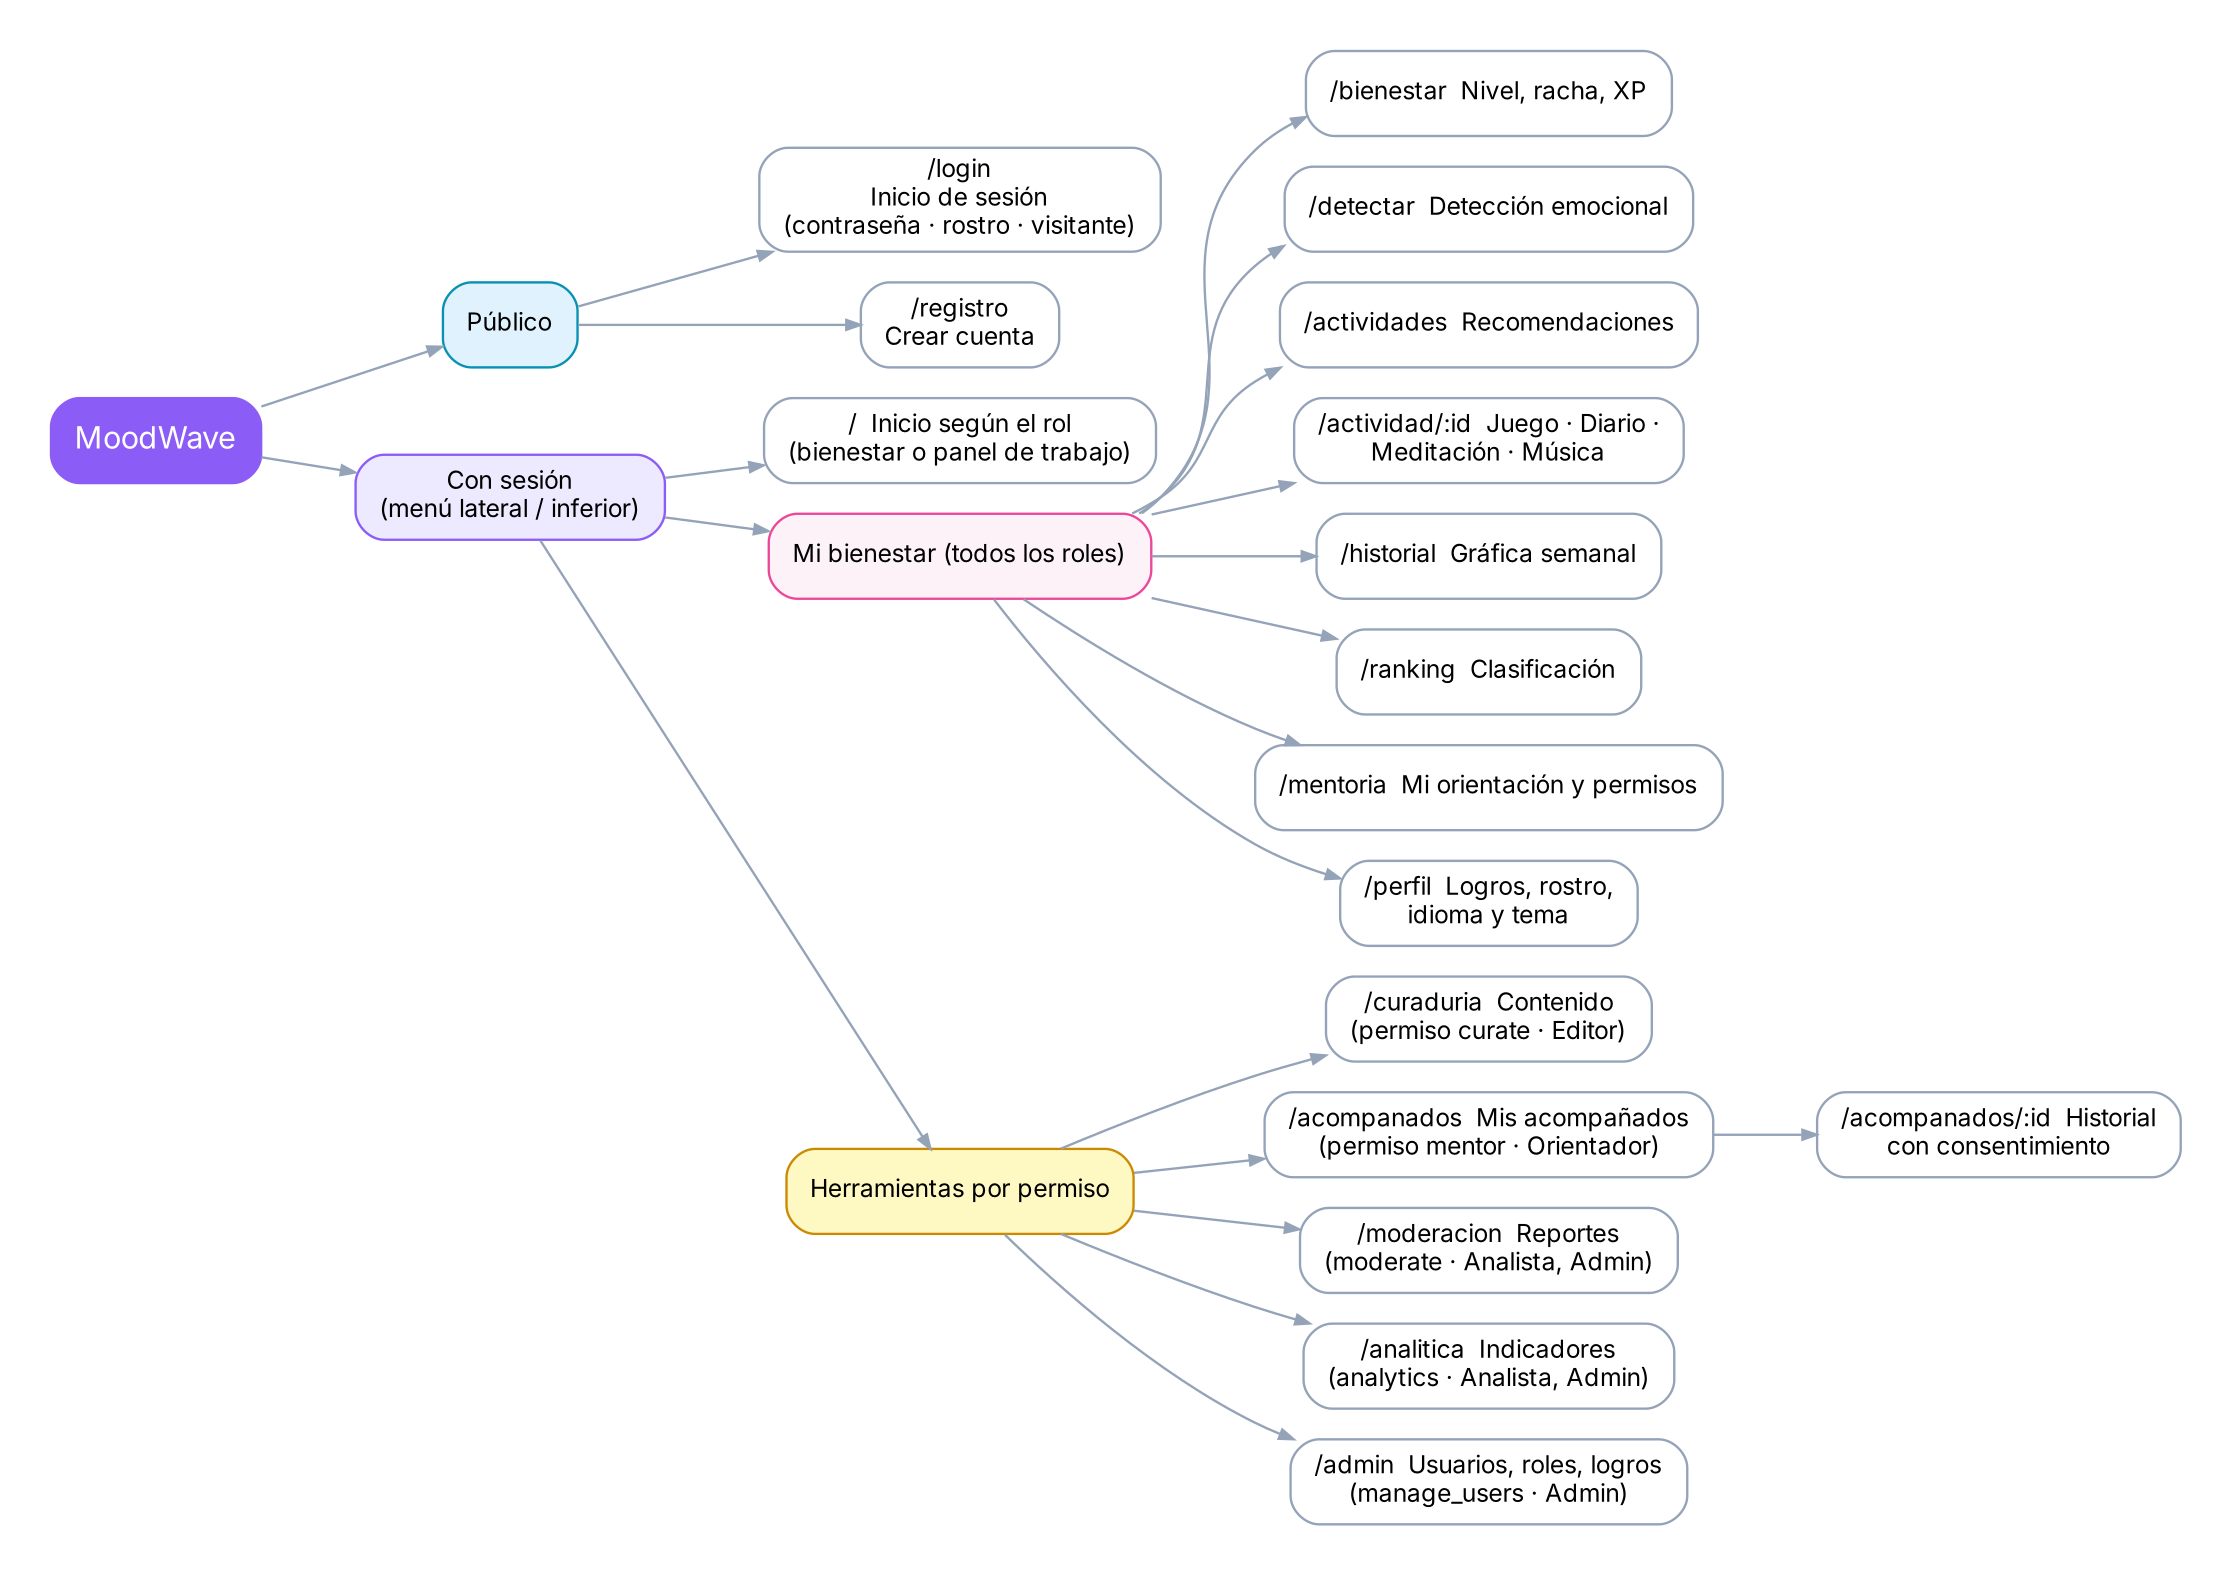 MoodWave
Público
/login
Inicio de sesión
(contraseña · rostro · visitante)
/registro
Crear cuenta
Con sesión
(menú lateral / inferior)
/  Inicio según el rol
(bienestar o panel de trabajo)
Mi bienestar (todos los roles)
/bienestar  Nivel, racha, XP
/detectar  Detección emocional
/actividades  Recomendaciones
/actividad/:id  Juego · Diario ·
Meditación · Música
/historial  Gráfica semanal
/ranking  Clasificación
/mentoria  Mi orientación y permisos
/perfil  Logros, rostro,
idioma y tema
Herramientas por permiso
/curaduria  Contenido
(permiso curate · Editor)
/acompanados  Mis acompañados
(permiso mentor · Orientador)
/acompanados/:id  Historial
con consentimiento
/moderacion  Reportes
(moderate · Analista, Admin)
/analitica  Indicadores
(analytics · Analista, Admin)
/admin  Usuarios, roles, logros
(manage_users · Admin)